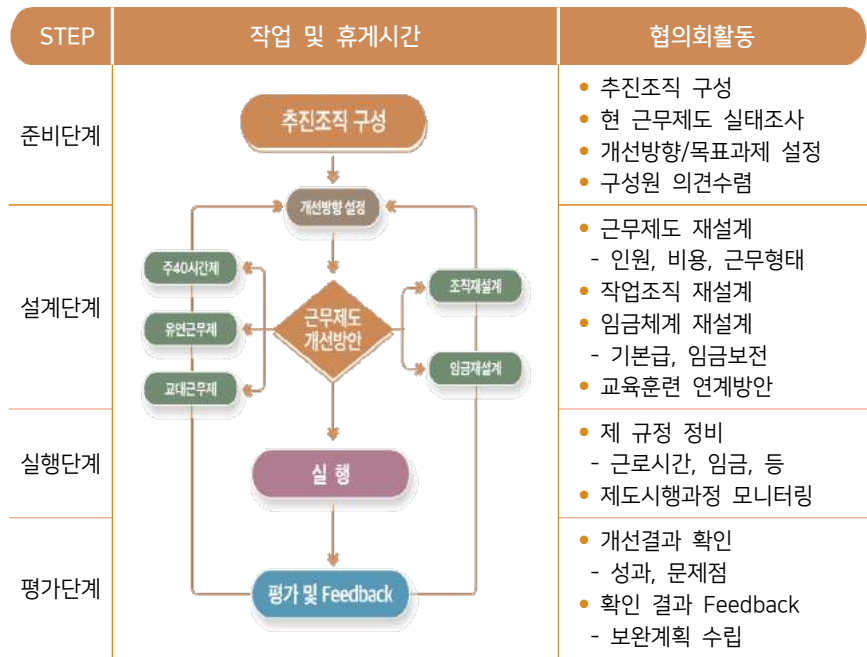 STEP
작업 및 휴게시간
협의회활동
준비단계
추진조직 구성
개선방향 설정
• 추진조직 구성
• 현 근무제도 실태조사
• 개선방향/목표과제 설정
• 구성원 의견수렴
설계단계
주40시간제
유연근무제
교대근무제
근무제도
개선방안
조직재설계
임금재설계
• 근무제도 재설계
- 인원, 비용, 근무형태
• 작업조직 재설계
• 임금체계 재설계
- 기본급, 임금보전
• 교육훈련 연계방안
실행단계
실 행
• 제 규정 정비
- 근로시간, 임금, 등
• 제도시행과정 모니터링
평가단계
평가 및 Feedback
• 개선결과 확인
- 성과, 문제점
• 확인 결과 Feedback
- 보완계획 수립